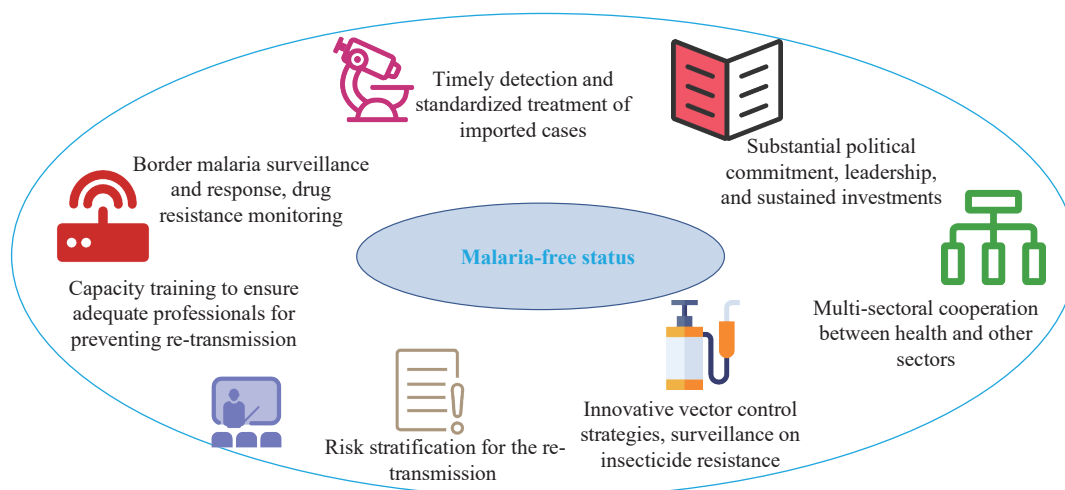 Timely detection and
standardized treatment of
imported cases
Substantial political
commitment, leadership,
and sustained investments
Border malaria surveillance
and response, drug
resistance monitoring
Malaria-free status
Capacity training to ensure
adequate professionals for
preventing re-transmission
Multi-sectoral cooperation
between health and other
sectors
Innovative vector control
strategies, surveillance on
insecticide resistance
Risk stratification for the re-
transmission